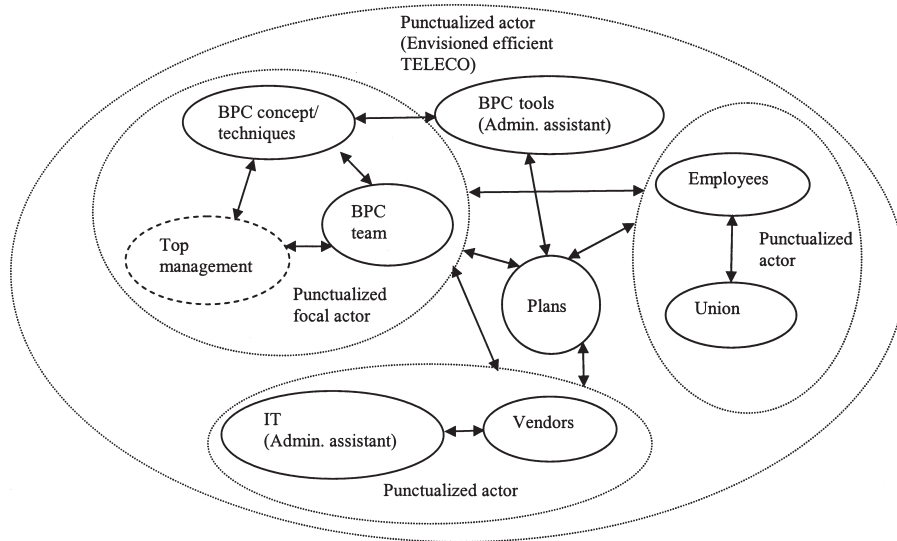 Punctualized actor
(Envisioned efficient
TELECO)
BPC concept/
techniques
BPC tools
(Admin. assistant)
Employees
BPC
team
Top
management
Punctualized
actor
Punctualized
focal actor
Plans
Union
IT
(Admin. assistant)
Vendors
Punctualized actor